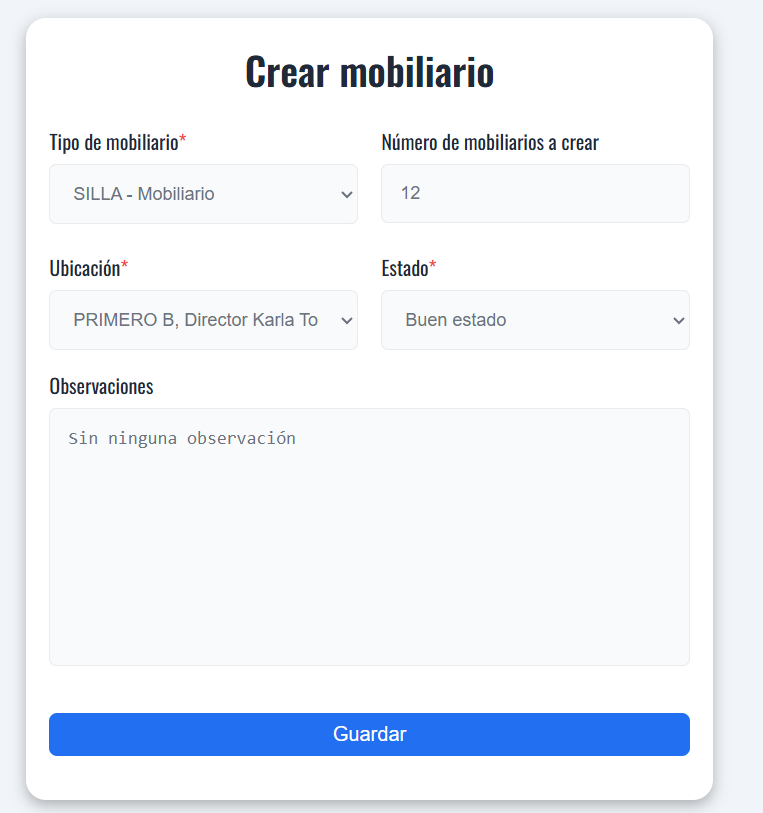 Crear mobiliario
Tipo de mobiliario* Número de mobiliarios a crear
SILLA - Mobiliario 12
Ubicación* Estado*
PRIMERO B, Director Karla To Buen estado
Observaciones
Sin ninguna observación
Guardar